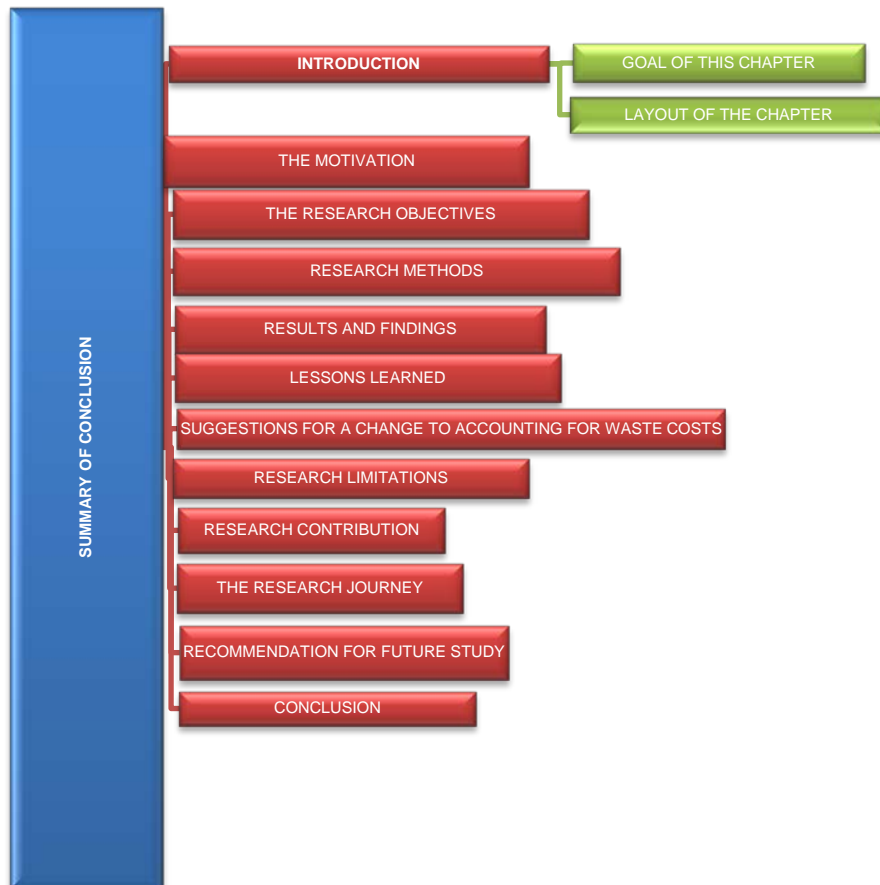 SUMMARY OF CONCLUSION
INTRODUCTION
GOAL OF THIS CHAPTER
LAYOUT OF THE CHAPTER
THE MOTIVATION
THE RESEARCH OBJECTIVES
RESEARCH METHODS
RESULTS AND FINDINGS
LESSONS LEARNED
SUGGESTIONS FOR A CHANGE TO ACCOUNTING FOR WASTE COSTS
RESEARCH LIMITATIONS
RESEARCH CONTRIBUTION
THE RESEARCH JOURNEY
RECOMMENDATION FOR FUTURE STUDY
CONCLUSION